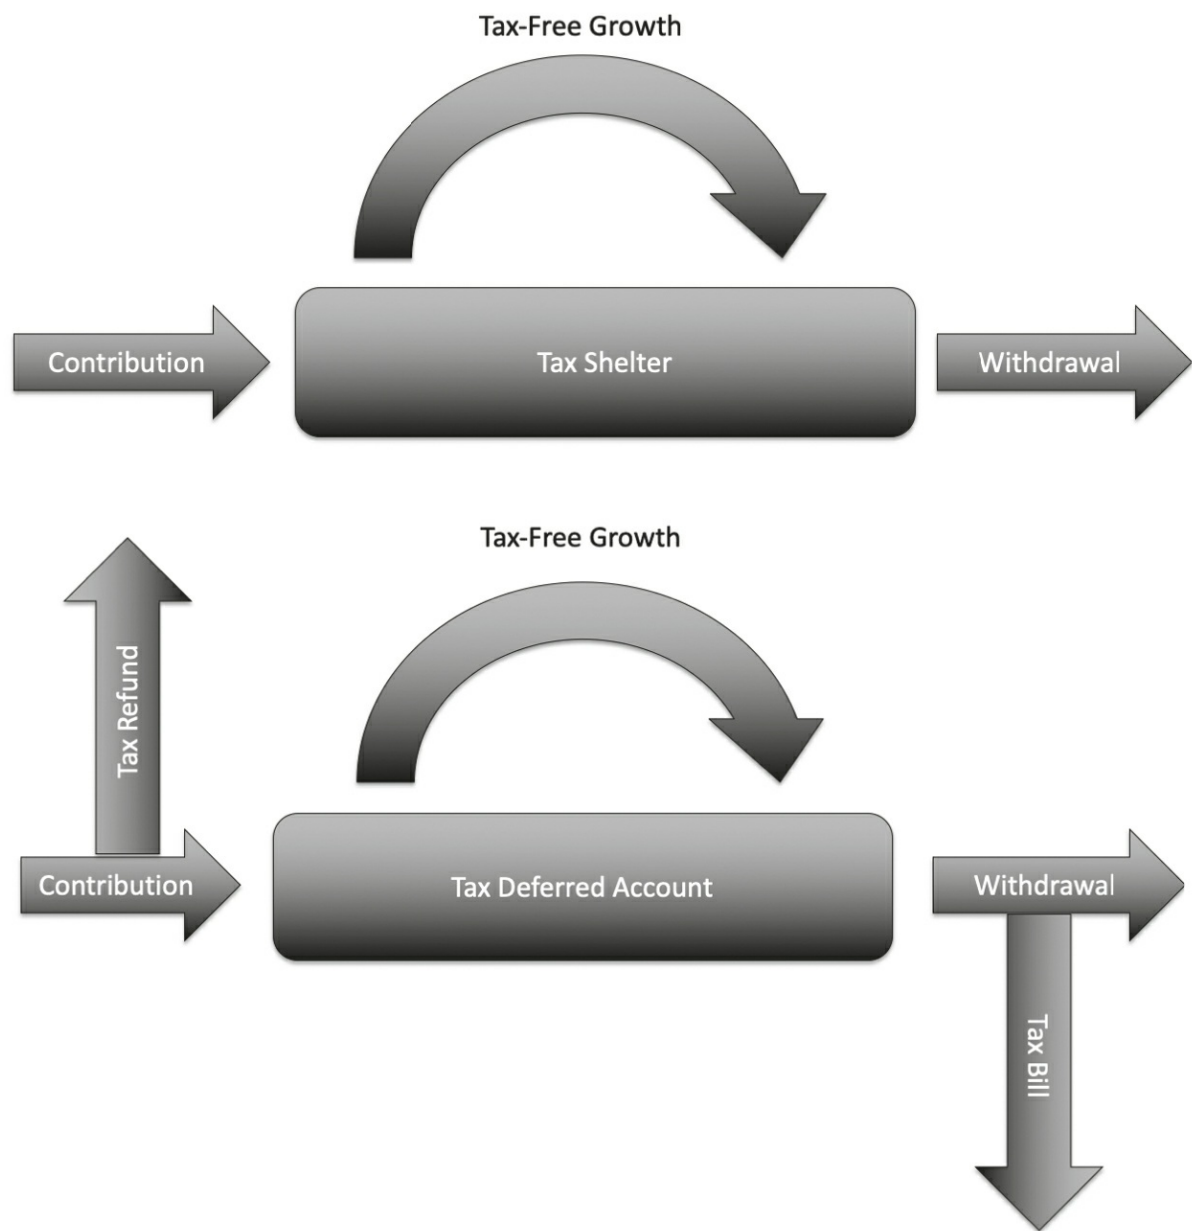 Tax-Free Growth
Contribution
Tax Shelter
Withdrawal
Tax-Free Growth
Tax Refund
Contribution
Tax Deferred Account
Withdrawal
Tax Bill